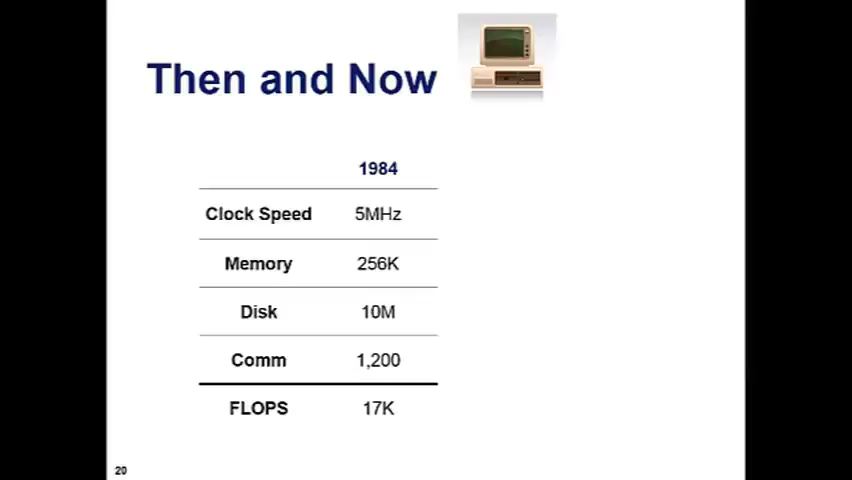 Then and Now
1984
Clock Speed 5MHz
Memory 256K
Disk 10M
Comm 1,200
FLOPS 17K
20